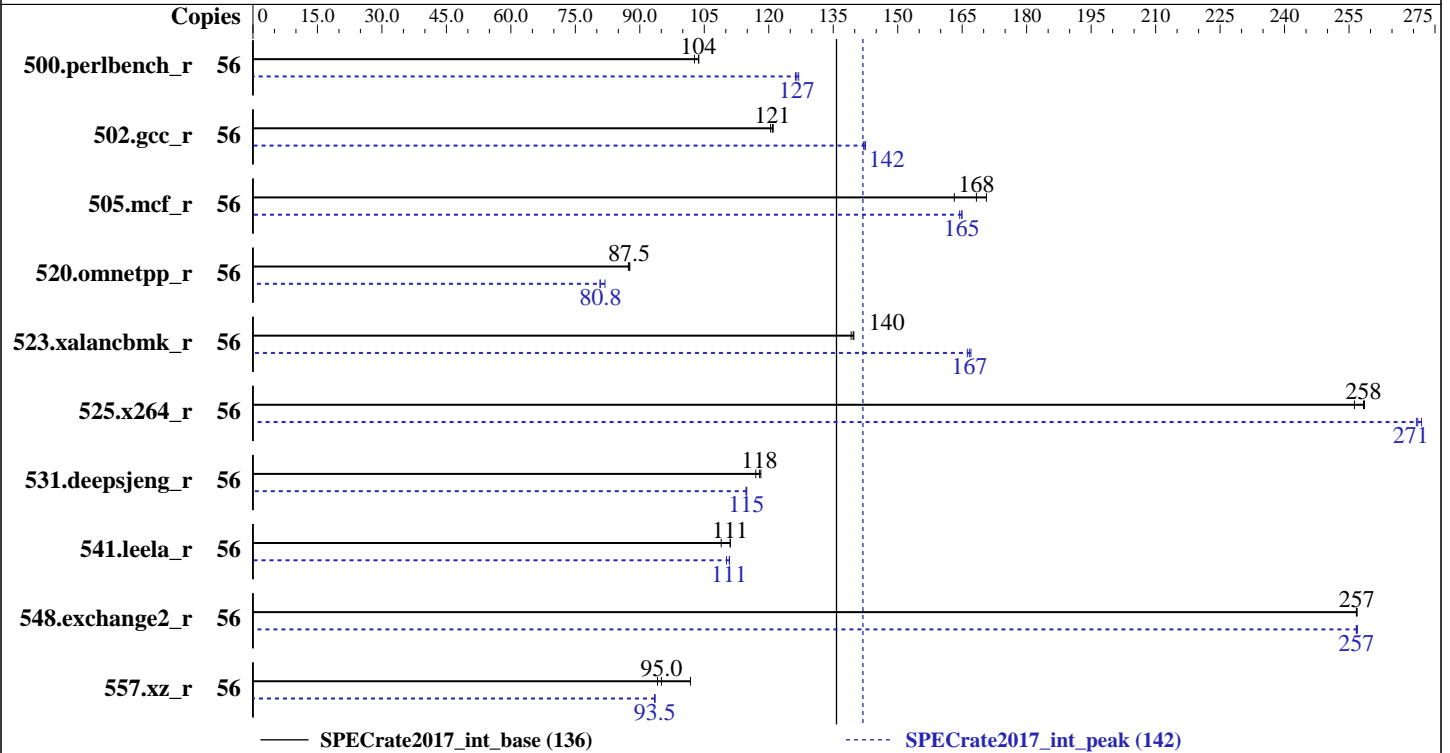 Copies 0 15.0 30.0 45.0 60.0 75.0 90.0 105 120 135 150 165 180 195 210 225 240 255 275
104
500.perlbench_r 56
127
121
502.gcc_r 56
142
168
505.mcf_r 56
165
87.5
520.omnetpp_r 56
80.8
140
523.xalancbmk_r 56
167
258
525.x264_r 56
271
118
531.deepsjeng_r 56
115
111
541.leela_r 56
111
257
548.exchange2_r 56
257
95.0
557.xz_r 56
93.5
SPECrate2017_int_base (136) SPECrate2017_int_peak (142)